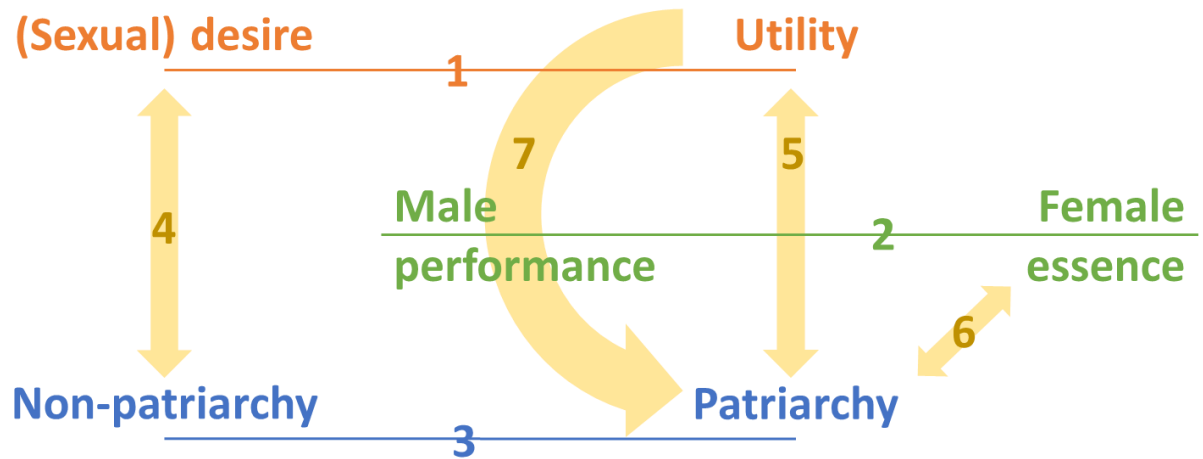 (Sexual) desire
Utility
1
7
5
Male
Female
4
2
performance
essence
6
Non-patriarchy
Patriarchy
3